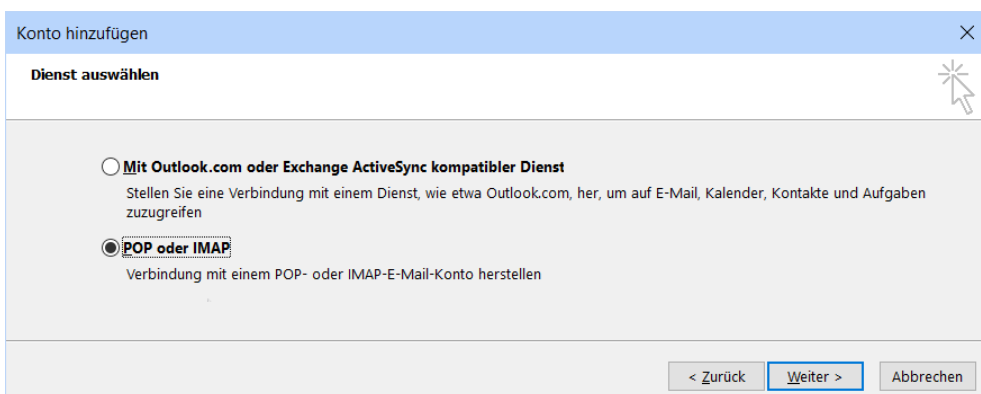 Konto hinzufügen
Dienst auswählen
Mit Outlook.com oder Exchange ActiveSync kompatibler Dienst
Stellen Sie eine Verbindung mit einem Dienst, wie etwa Outlook.com, her, um auf E-Mail, Kalender, Kontakte und Aufgaben
zuzugreifen
POP oder IMAP
Verbindung mit einem POP- oder IMAP-E-Mail-Konto herstellen
< Zurück Weiter > Abbrechen